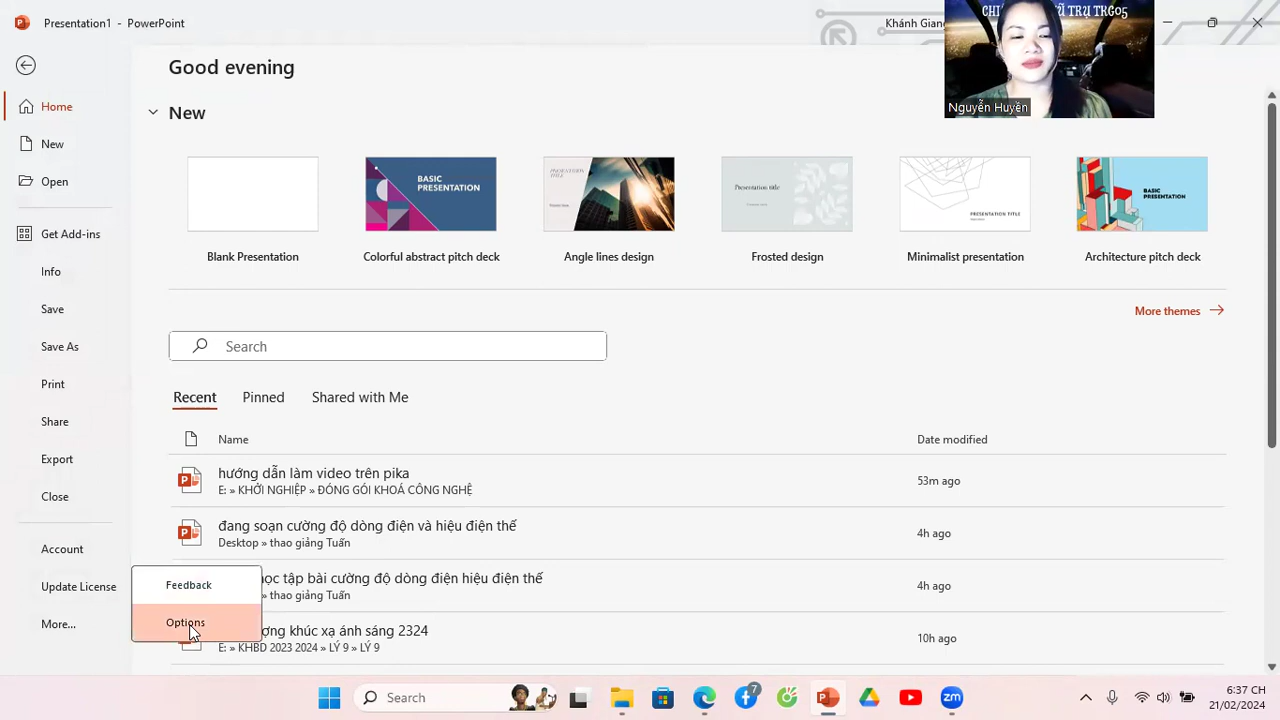 Presentation1 - PowerPoint
Khánh Giang
TRG05
Nguyễn Huyền
Good evening
Home
New
New
Open
Get Add-ins
Info
Save
Save As
Print
Share
Export
Close
Account
Update License
More...
Feedback
Options
BASIC PRESENTATION
PRESENTATION TITLE
Presentation title
PRESENTATION TITLE
BASIC PRESENTATION
Blank Presentation
Colorful abstract pitch deck
Angle lines design
Frosted design
Minimalist presentation
Architecture pitch deck
More themes
Search
Recent Pinned Shared with Me
Name Date modified
hướng dẫn làm video trên pika 53m ago
E: » KHỞI NGHIỆP » ĐÓNG GÓI KHOÁ CÔNG NGHỆ
đang soạn cường độ dòng điện và hiệu điện thế 4h ago
Desktop » thao giảng Tuấn
học tập bài cường độ dòng điện hiệu điện thế 4h ago
» thao giảng Tuấn
khúc xạ ánh sáng 2324 10h ago
E: » KHBD 2023 2024 » LÝ 9 » LÝ 9
Search
7
zm
6:37 CH
21/02/2024